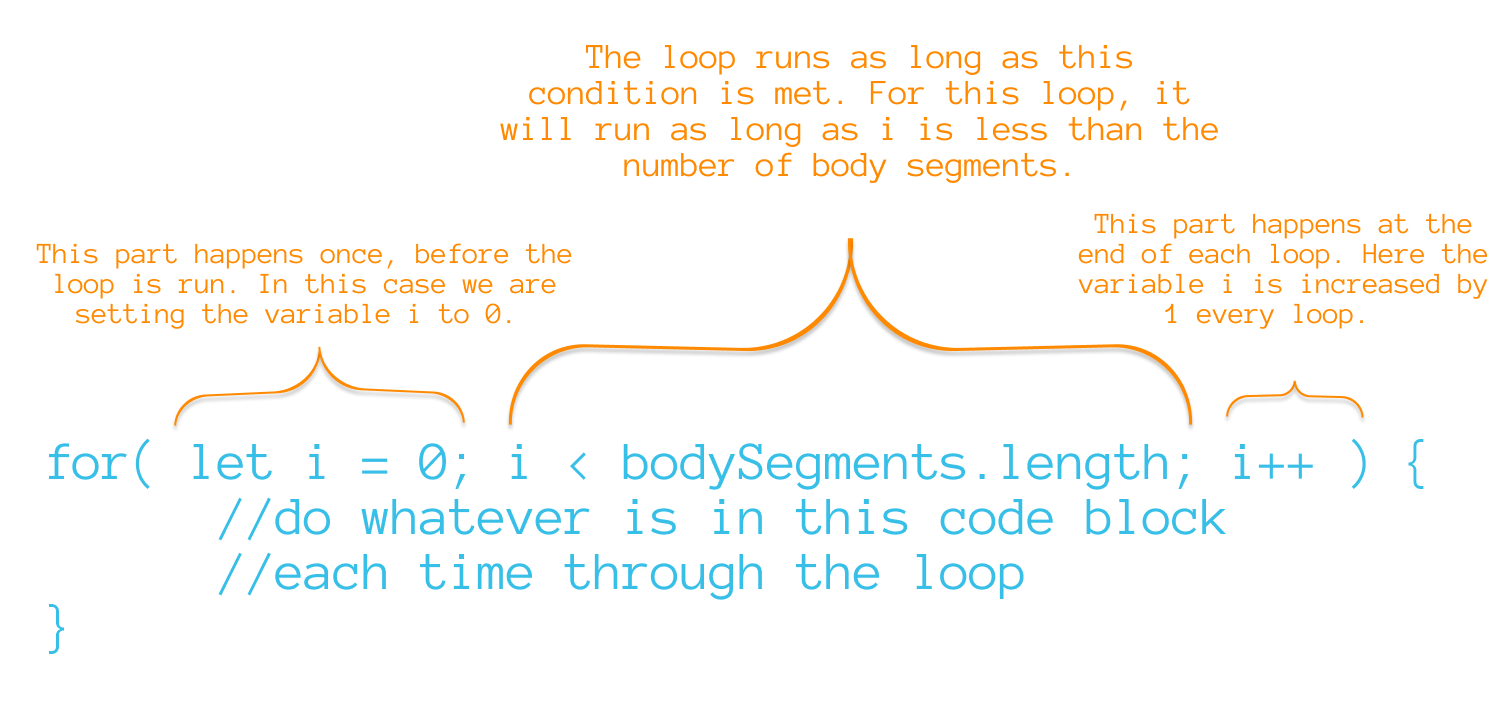 The loop runs as long as this
condition is met. For this loop, it
will run as long as i is less than the
number of body segments.
This part happens once, before the
loop is run. In this case we are
setting the variable i to 0.
This part happens at the
end of each loop. Here the
variable i is increased by
1 every loop.
for( let i = 0; i < bodySegments.length; i++ ) {
//do whatever is in this code block
//each time through the loop
}